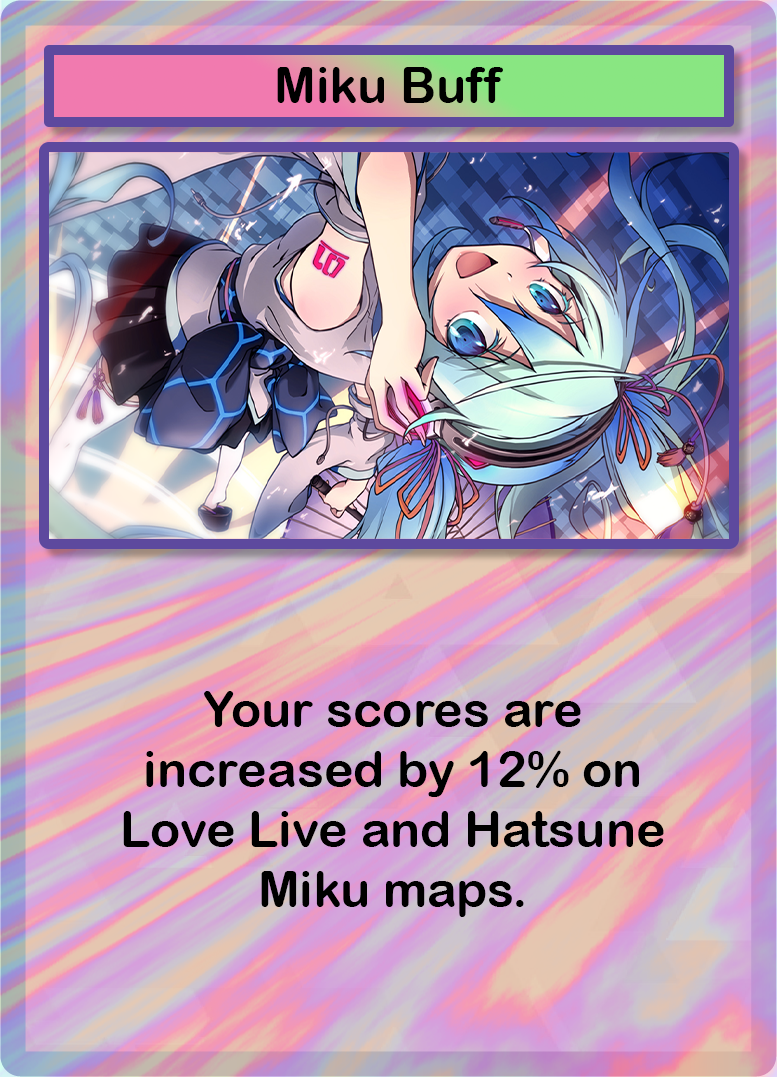 Miku Buff
Your scores are
increased by 12% on
Love Live and Hatsune
Miku maps.